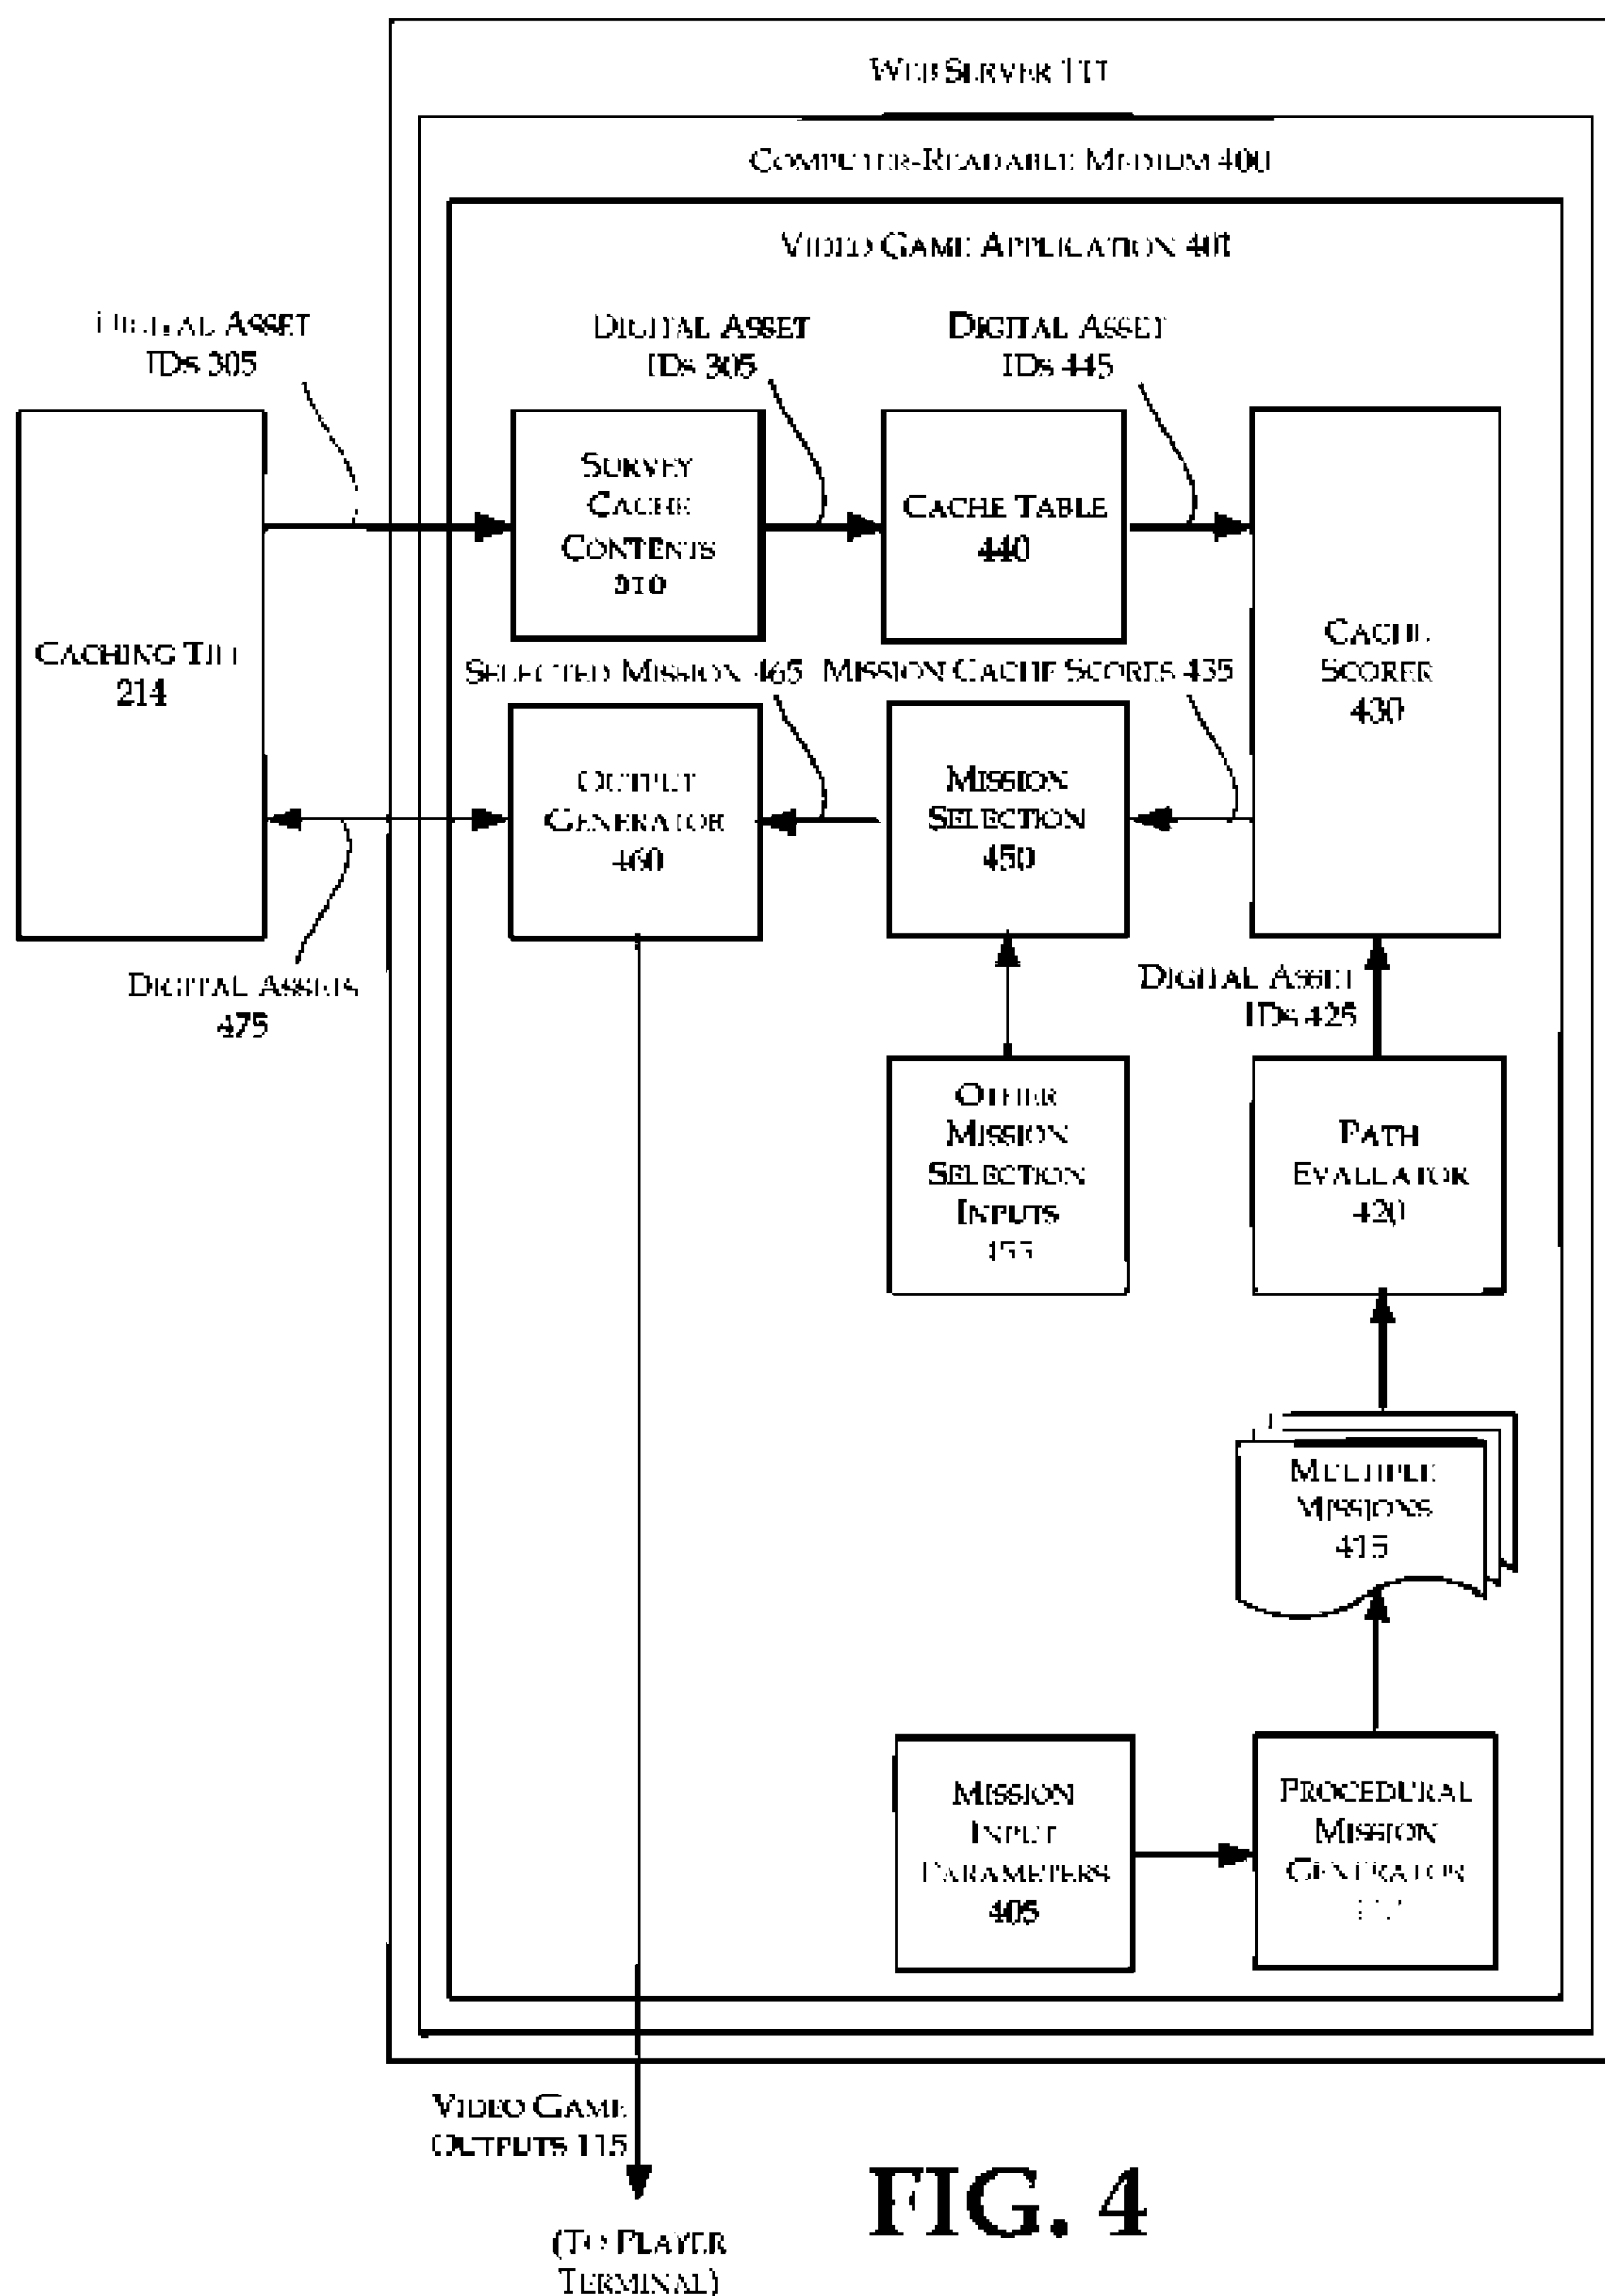 WEB SERVER 111
COMPUTER-READABLE MEDIUM 400
VIDEO GAME APPLICATION 401
DIGITAL ASSET
IDS 305
DIGITAL ASSET
IDS 305
DIGITAL ASSET
IDS 445
SURVEY
CACHE
CONTENTS
CACHE TABLE
440
CACHE
SCORER
430
CACHING
214
SELECTED MISSION 465
MISSION CACHE SCORES 435
OUTPUT
GENERATOR
460
MISSION
SELECTION
450
DIGITAL ASSETS
475
DIGITAL ASSET
IDS 425
OTHER
MISSION
SELECTION
INPUTS
455
PATH
EVALUATOR
420
MULTIPLE
MISSIONS
415
MISSION
INPUT
PARAMETERS
405
PROCEDURAL
MISSION
GENERATOR
VIDEO GAME
OUTPUTS 115
FIG. 4
(TO PLAYER
TERMINAL)